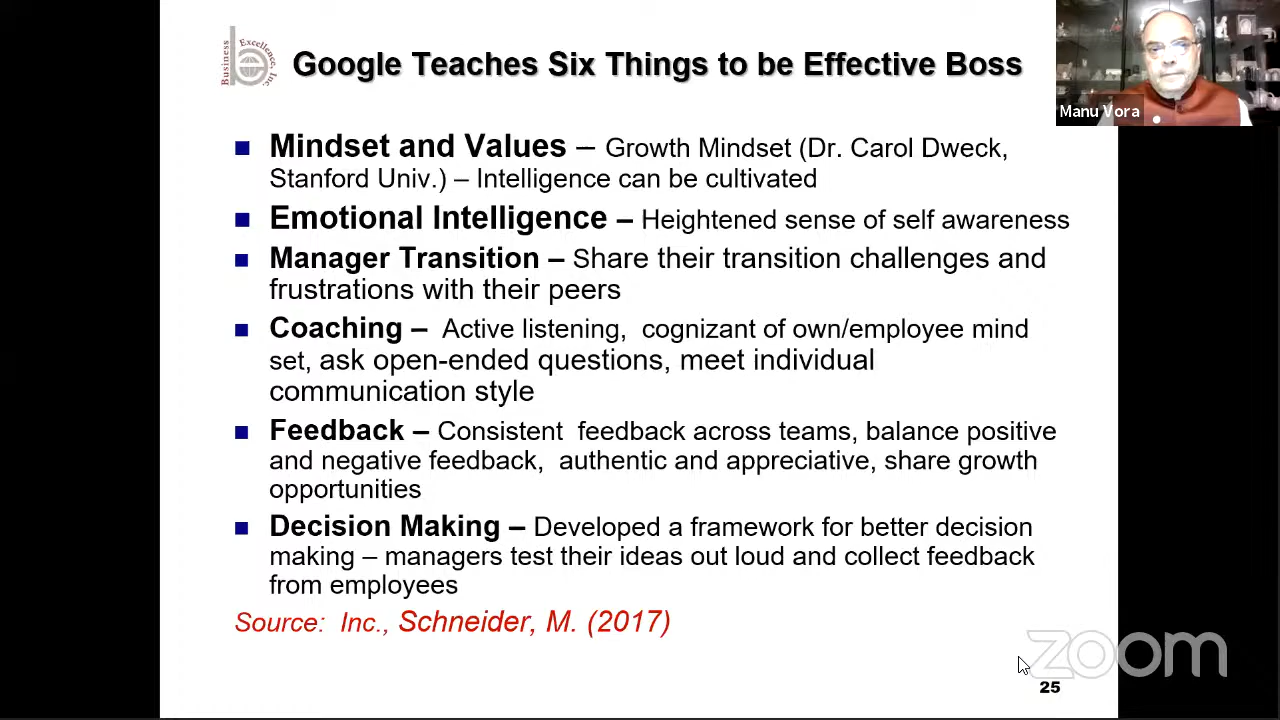 Business
Excellence, Inc.
Google Teaches Six Things to be Effective Boss
Manu Vora
Mindset and Values – Growth Mindset (Dr. Carol Dweck,
Stanford Univ.) – Intelligence can be cultivated
Emotional Intelligence – Heightened sense of self awareness
Manager Transition – Share their transition challenges and
frustrations with their peers
Coaching – Active listening, cognizant of own/employee mind
set, ask open-ended questions, meet individual
communication style
Feedback – Consistent feedback across teams, balance positive
and negative feedback, authentic and appreciative, share growth
opportunities
Decision Making – Developed a framework for better decision
making – managers test their ideas out loud and collect feedback
from employees
Source: Inc., Schneider, M. (2017)
zoom
25